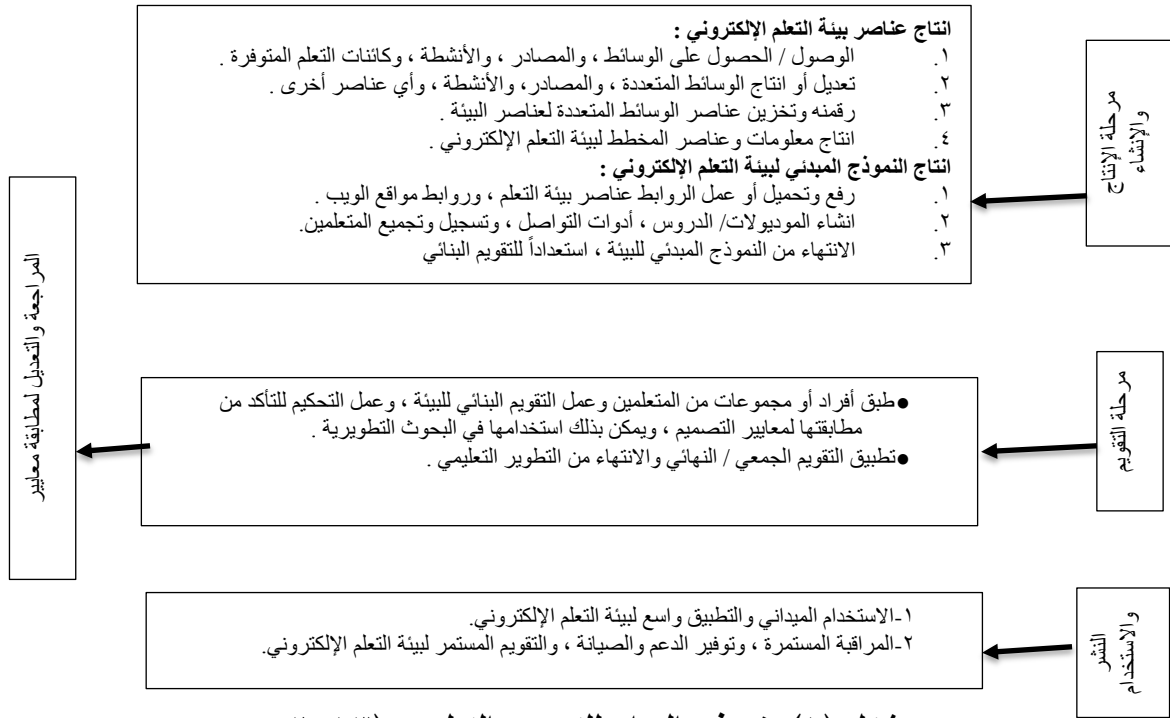 مرحلة الإنتاج
والإنشاء
انتاج عناصر بيئة التعلم الإلكتروني :
١. الوصول / الحصول على الوسائط ، والمصادر ، والأنشطة ، وكائنات التعلم المتوفرة .
٢. تعديل أو انتاج الوسائط المتعددة ، والمصادر، والأنشطة ، وأي عناصر أخرى .
٣. رقمنه وتخزين عناصر الوسائط المتعددة لعناصر البيئة .
٤. انتاج معلومات وعناصر المخطط لبيئة التعلم الإلكتروني .
انتاج النموذج المبدئي لبيئة التعلم الإلكتروني :
١. رفع وتحميل أو عمل الروابط عناصر بيئة التعلم ، وروابط مواقع الويب .
٢. انشاء الموديولات/ الدروس ، أدوات التواصل ، وتسجيل وتجميع المتعلمين.
٣. الانتهاء من النموذج المبدئي للبيئة ، استعداداً للتقويم البنائي
المراجعة والتعديل لمطابقة معايير
مرحلة التقويم
●طبق أفراد أو مجموعات من المتعلمين وعمل التقويم البنائي للبيئة ، وعمل التحكيم للتأكد من
مطابقتها لمعايير التصميم ، ويمكن بذلك استخدامها في البحوث التطويرية .
●تطبيق التقويم الجمعي / النهائي والانتهاء من التطوير التعليمي .
النشر
والاستخدام
١-الاستخدام الميداني والتطبيق واسع لبيئة التعلم الإلكتروني.
٢-المراقبة المستمرة ، وتوفير الدعم والصيانة ، والتقويم المستمر لبيئة التعلم الإلكتروني.